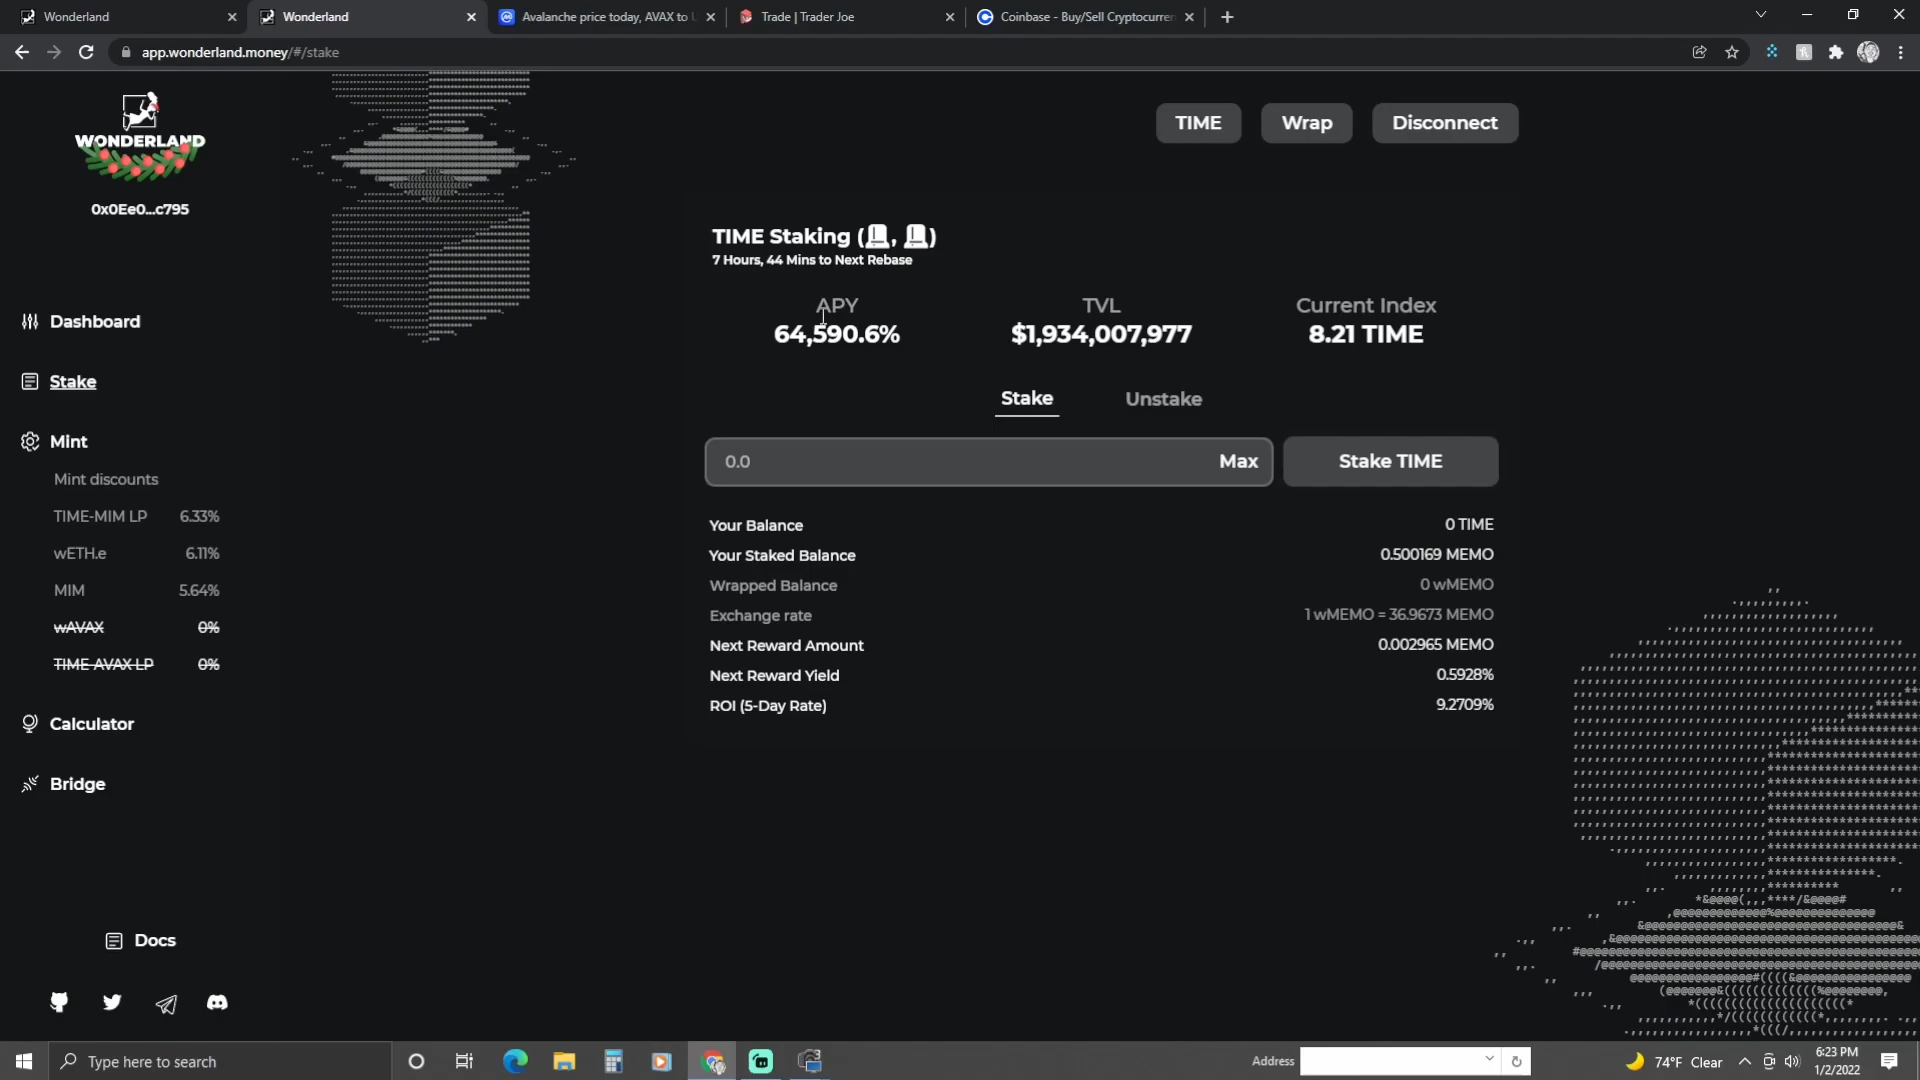 Wonderland
Wonderland
Avalanche price today, AVAX to U
Trade | Trader Joe
Coinbase - Buy/Sell Cryptocurren
app.wonderland.money/#/stake
WONDERLAND
0x0Ee0...c795
TIME
Wrap
Disconnect
Dashboard
Stake
Mint
Mint discounts
TIME-MIM LP 6.33%
wETH.e 6.11%
MIM 5.64%
wAVAX 0%
TIME AVAX LP 0%
Calculator
Bridge
Docs
TIME Staking (
,
)
7 Hours, 44 Mins to Next Rebase
APY
64,590.6%
TVL
$1,934,007,977
Current Index
8.21 TIME
Stake
Unstake
0.0
Max
Stake TIME
Your Balance 0 TIME
Your Staked Balance 0.500169 MEMO
Wrapped Balance 0 wMEMO
Exchange rate 1 wMEMO = 36.9673 MEMO
Next Reward Amount 0.002965 MEMO
Next Reward Yield 0.5928%
ROI (5-Day Rate) 9.2709%
Type here to search
Address
74°F Clear
6:23 PM
1/2/2022